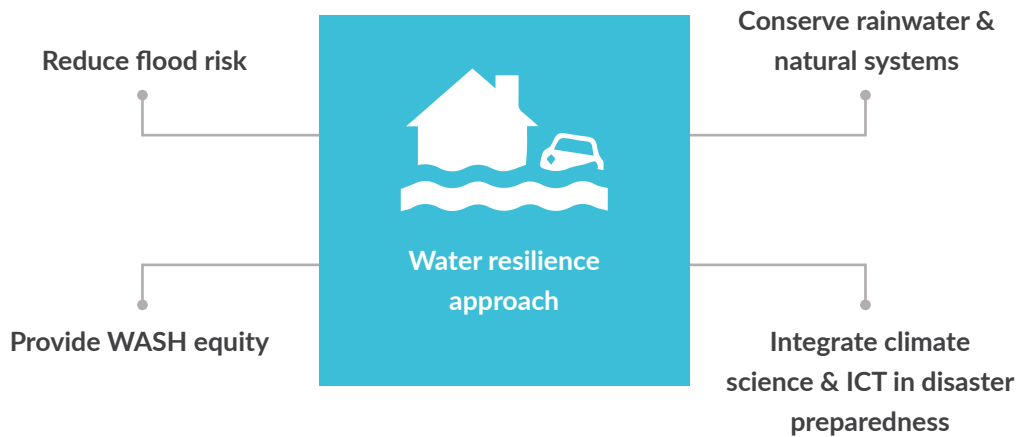 Reduce flood risk
Conserve rainwater &
natural systems
Water resilience
approach
Provide WASH equity
Integrate climate
science & ICT in disaster
preparedness